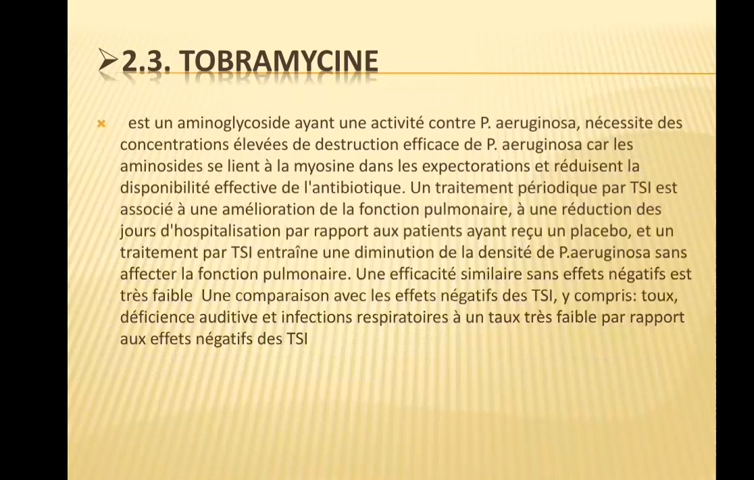 ➢2.3. TOBRAMYCINE
est un aminoglycoside ayant une activité contre P. aeruginosa, nécessite des
concentrations élevées de destruction efficace de P. aeruginosa car les
aminosides se lient à la myosine dans les expectorations et réduisent la
disponibilité effective de l'antibiotique. Un traitement périodique par TSI est
associé à une amélioration de la fonction pulmonaire, à une réduction des
jours d'hospitalisation par rapport aux patients ayant reçu un placebo, et un
traitement par TSI entraîne une diminution de la densité de P.aeruginosa sans
affecter la fonction pulmonaire. Une efficacité similaire sans effets négatifs est
très faible  Une comparaison avec les effets négatifs des TSI, y compris: toux,
déficience auditive et infections respiratoires à un taux très faible par rapport
aux effets négatifs des TSI